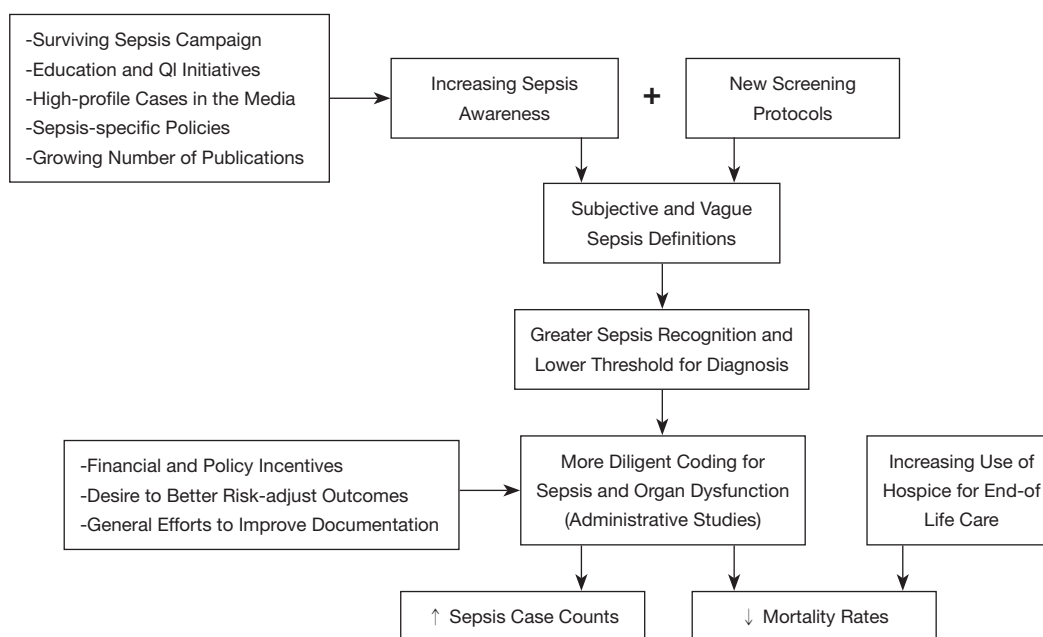 -Surviving Sepsis Campaign
-Education and QI Initiatives
-High-profile Cases in the Media
-Sepsis-specific Policies
-Growing Number of Publications
Increasing Sepsis
Awareness
+
New Screening
Protocols
Subjective and Vague
Sepsis Definitions
Greater Sepsis Recognition and
Lower Threshold for Diagnosis
-Financial and Policy Incentives
-Desire to Better Risk-adjust Outcomes
-General Efforts to Improve Documentation
More Diligent Coding for
Sepsis and Organ Dysfunction
(Administrative Studies)
Increasing Use of
Hospice for End-of
Life Care
↑ Sepsis Case Counts
↓ Mortality Rates